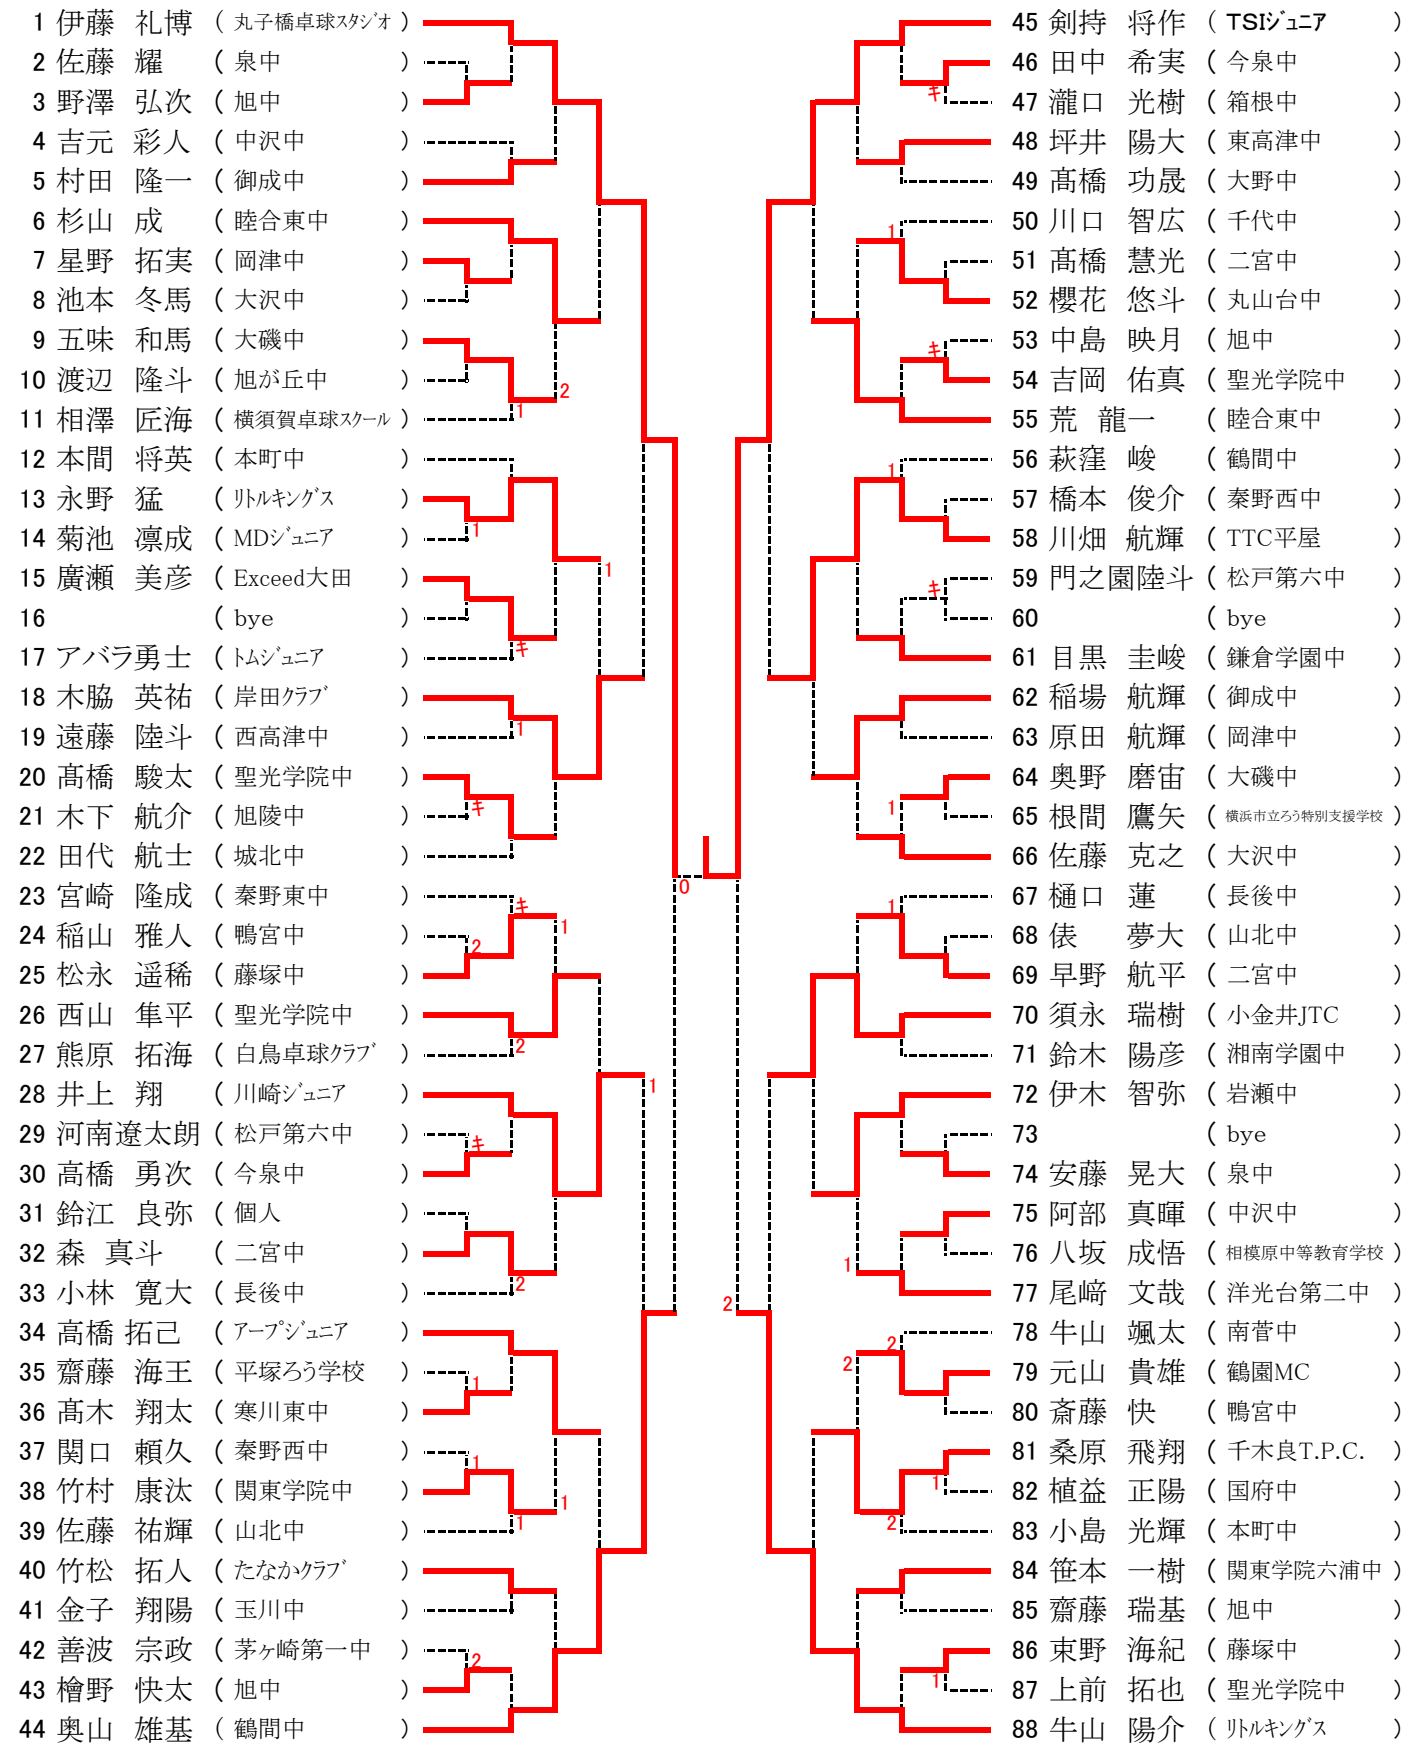 1 伊藤 礼博 ( 丸子橋卓球スタジオ )
2 佐藤 耀 ( 泉中 )
3 野澤 弘次 ( 旭中 )
4 吉元 彩人 ( 中沢中 )
5 村田 隆一 ( 御成中 )
6 杉山 成 ( 睦合東中 )
7 星野 拓実 ( 岡津中 )
8 池本 冬馬 ( 大沢中 )
9 五味 和馬 ( 大磯中 )
10 渡辺 隆斗 ( 旭が丘中 )
2
11 相澤 匠海 ( 横須賀卓球スクール )
1
12 本間 将英 ( 本町中 )
13 永野 猛 ( リトルキングス )
14 菊池 凛成 ( MDジュニア )
1
15 廣瀬 美彦 ( Exceed大田 )
1
16 ( bye )
17 アバラ勇士 ( トムジュニア )
キ
18 木脇 英祐 ( 岸田クラブ )
19 遠藤 陸斗 ( 西高津中 )
1
20 髙橋 駿太 ( 聖光学院中 )
21 木下 航介 ( 旭陵中 )
キ
22 田代 航士 ( 城北中 )
0
23 宮崎 隆成 ( 秦野東中 )
キ
24 稲山 雅人 ( 鴨宮中 )
2
1
25 松永 遥稀 ( 藤塚中 )
26 西山 隼平 ( 聖光学院中 )
27 熊原 拓海 ( 白鳥卓球クラブ )
2
28 井上 翔 ( 川崎ジュニア )
1
29 河南遼太朗 ( 松戸第六中 )
キ
30 高橋 勇次 ( 今泉中 )
31 鈴江 良弥 ( 個人 )
32 森 真斗 ( 二宮中 )
33 小林 寛大 ( 長後中 )
2
34 高橋 拓己 ( アープジュニア )
35 齋藤 海王 ( 平塚ろう学校 )
1
36 髙木 翔太 ( 寒川東中 )
37 関口 頼久 ( 秦野西中 )
1
38 竹村 康汰 ( 関東学院中 )
1
39 佐藤 祐輝 ( 山北中 )
1
40 竹松 拓人 ( たなかクラブ )
41 金子 翔陽 ( 玉川中 )
42 善波 宗政 ( 茅ヶ崎第一中 )
2
43 檜野 快太 ( 旭中 )
44 奥山 雄基 ( 鶴間中 )
45 剣持 将作 ( TSIジュニア )
46 田中 希実 ( 今泉中 )
キ
47 瀧口 光樹 ( 箱根中 )
48 坪井 陽大 ( 東高津中 )
49 髙橋 功晟 ( 大野中 )
50 川口 智広 ( 千代中 )
1
51 髙橋 慧光 ( 二宮中 )
52 櫻花 悠斗 ( 丸山台中 )
53 中島 映月 ( 旭中 )
キ
54 吉岡 佑真 ( 聖光学院中 )
55 荒 龍一 ( 睦合東中 )
56 萩窪 峻 ( 鶴間中 )
1
57 橋本 俊介 ( 秦野西中 )
58 川畑 航輝 ( TTC平屋 )
59 門之園陸斗 ( 松戸第六中 )
キ
60 ( bye )
61 目黒 圭峻 ( 鎌倉学園中 )
62 稲場 航輝 ( 御成中 )
63 原田 航輝 ( 岡津中 )
64 奥野 磨宙 ( 大磯中 )
1
65 根間 鷹矢 ( 横浜市立ろう特別支援学校 )
66 佐藤 克之 ( 大沢中 )
67 樋口 蓮 ( 長後中 )
1
68 俵 夢大 ( 山北中 )
69 早野 航平 ( 二宮中 )
70 須永 瑞樹 ( 小金井JTC )
71 鈴木 陽彦 ( 湘南学園中 )
72 伊木 智弥 ( 岩瀬中 )
73 ( bye )
74 安藤 晃大 ( 泉中 )
75 阿部 真暉 ( 中沢中 )
76 八坂 成悟 ( 相模原中等教育学校 )
1
77 尾﨑 文哉 ( 洋光台第二中 )
2
78 牛山 颯太 ( 南菅中 )
2
79 元山 貴雄 ( 鶴園MC )
2
80 斎藤 快 ( 鴨宮中 )
81 桑原 飛翔 ( 千木良T.P.C. )
1
82 植益 正陽 ( 国府中 )
83 小島 光輝 ( 本町中 )
2
84 笹本 一樹 ( 関東学院六浦中 )
85 齋藤 瑞基 ( 旭中 )
86 東野 海紀 ( 藤塚中 )
1
87 上前 拓也 ( 聖光学院中 )
88 牛山 陽介 ( リトルキングス )